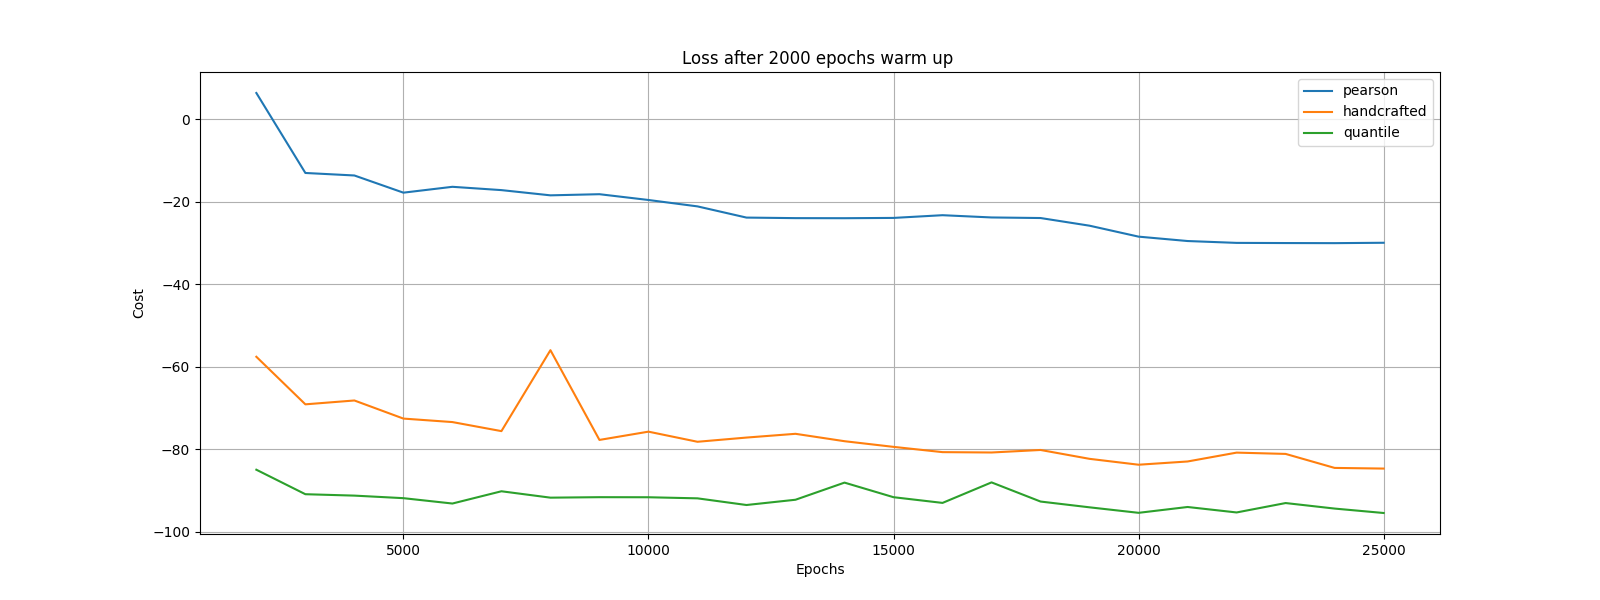 Loss after 2000 epochs warm up
pearson
handcrafted
quantile
Cost
0
−20
−40
−60
−80
−100
5000
10000
15000
20000
25000
Epochs